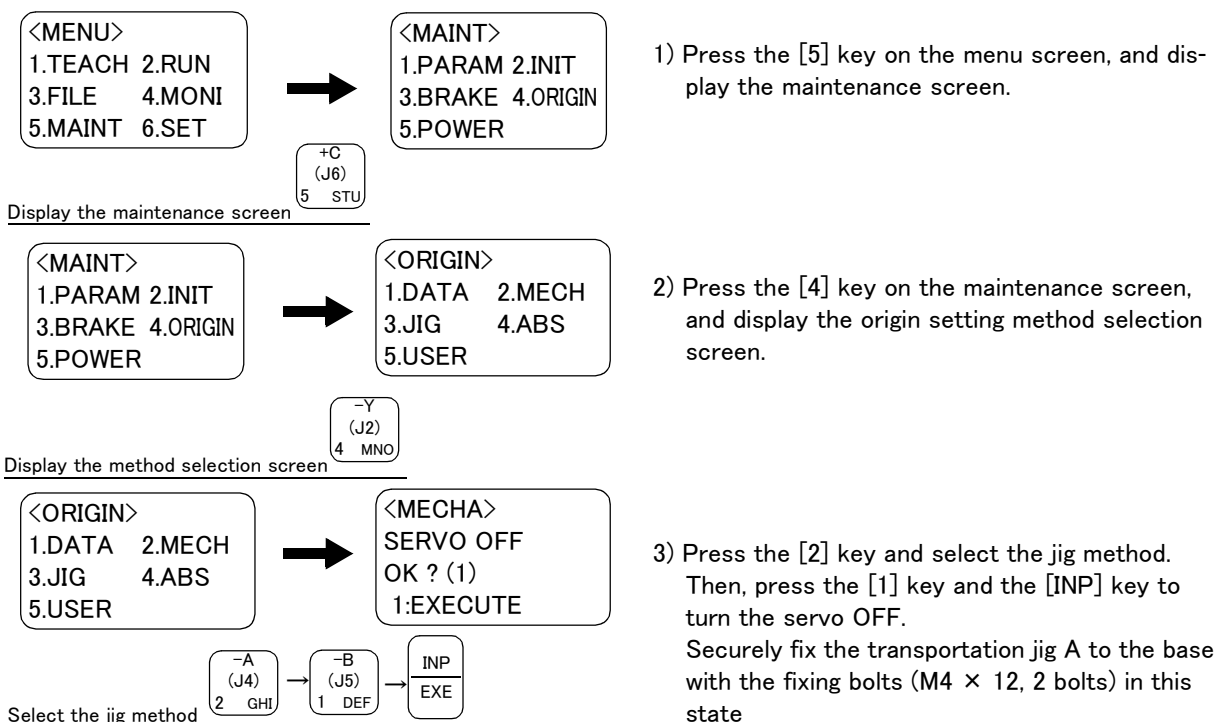 <MENU>
1.TEACH 2.RUN
3.FILE 4.MONI
5.MAINT 6.SET
<MAINT>
1.PARAM 2.INIT
3.BRAKE 4.ORIGIN
5.POWER
+C
(J6)
5 STU
Display the maintenance screen
1) Press the [5] key on the menu screen, and dis-
play the maintenance screen.
<MAINT>
1.PARAM 2.INIT
3.BRAKE 4.ORIGIN
5.POWER
<ORIGIN>
1.DATA 2.MECH
3.JIG 4.ABS
5.USER
−Y
(J2)
4 MNO
Display the method selection screen
2) Press the [4] key on the maintenance screen,
and display the origin setting method selection
screen.
<ORIGIN>
1.DATA 2.MECH
3.JIG 4.ABS
5.USER
<MECHA>
SERVO OFF
OK ? (1)
1:EXECUTE
−A
(J4)
2 GHI
→
−B
(J5)
1 DEF
→
INP
EXE
Select the jig method
3) Press the [2] key and select the jig method.
Then, press the [1] key and the [INP] key to
turn the servo OFF.
Securely fix the transportation jig A to the base
with the fixing bolts (M4 × 12, 2 bolts) in this
state